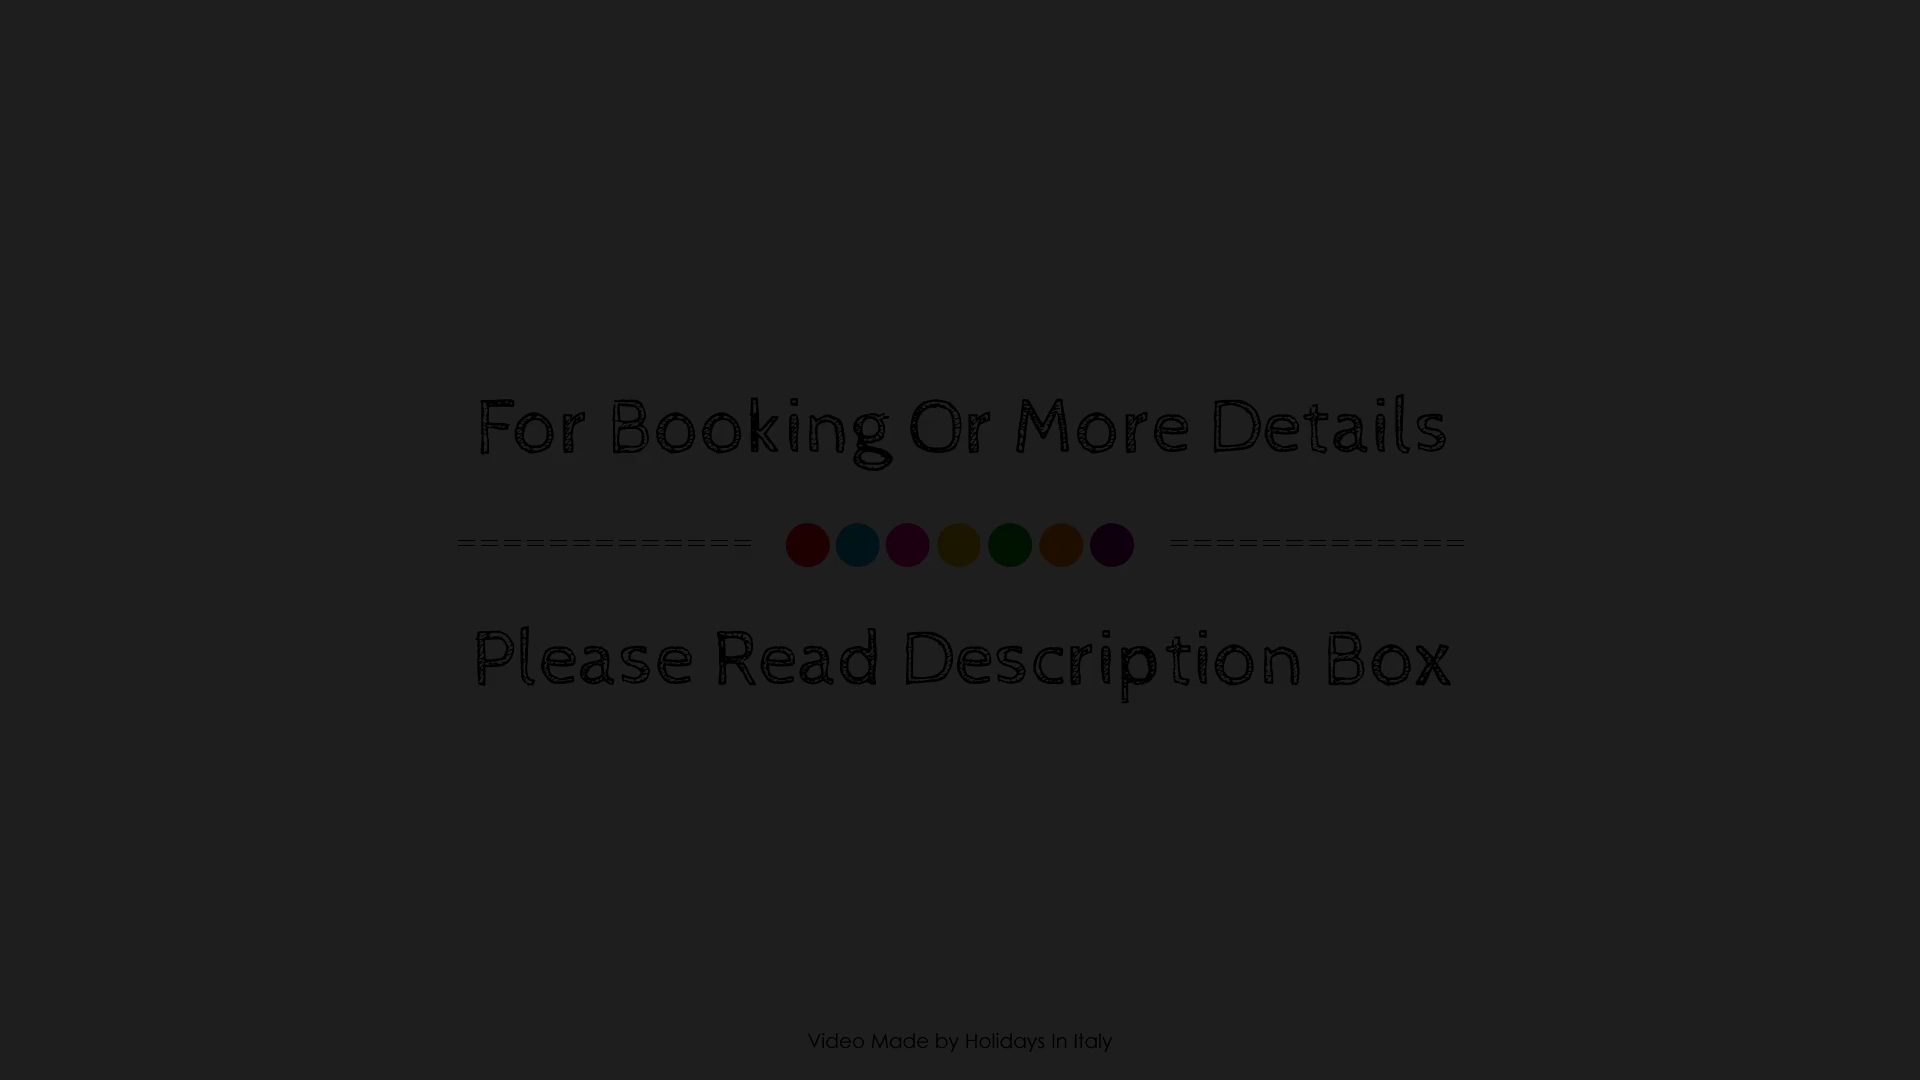 For Booking Or More Details
============= =============
Please Read Description Box
Video Made by Holidays In Italy